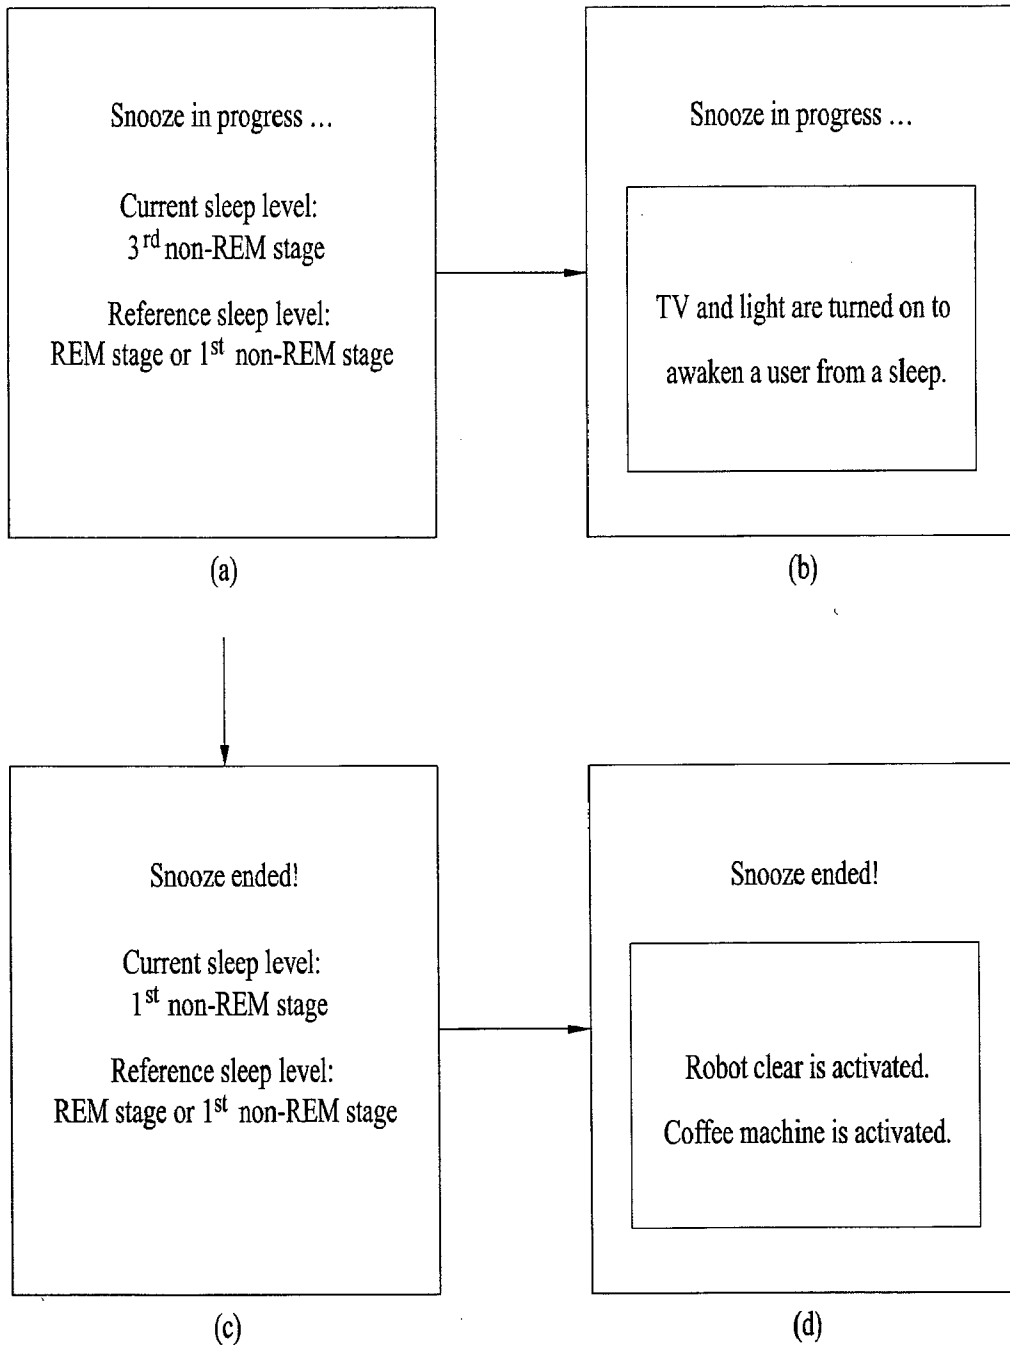 Snooze in progress ...
Current sleep level:
3rd non-REM stage
Reference sleep level:
REM stage or 1st non-REM stage
(a)
Snooze in progress ...
TV and light are turned on to
awaken a user from a sleep.
(b)
Snooze ended!
Current sleep level:
1st non-REM stage
Reference sleep level:
REM stage or 1st non-REM stage
(c)
Snooze ended!
Robot clear is activated.
Coffee machine is activated.
(d)